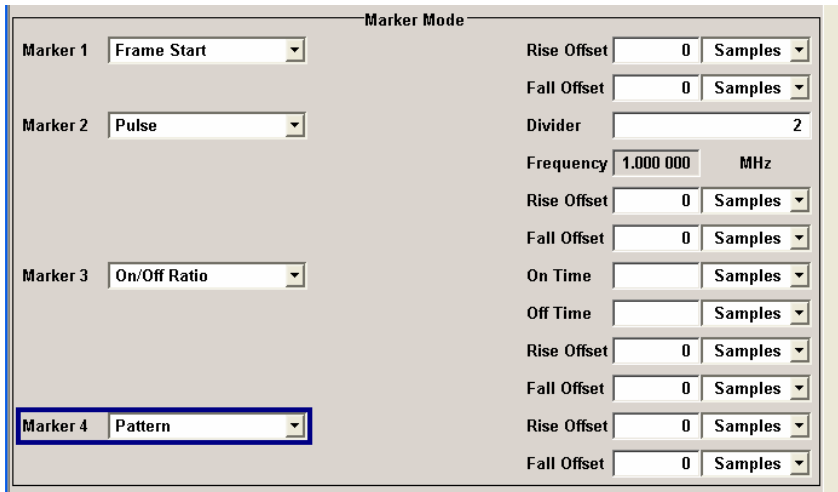 Marker Mode
Marker 1 Frame Start Rise Offset 0 Samples
Fall Offset 0 Samples
Marker 2 Pulse Divider 2
Frequency 1.000 000 MHz
Rise Offset 0 Samples
Fall Offset 0 Samples
Marker 3 On/Off Ratio On Time Samples
Off Time Samples
Rise Offset 0 Samples
Fall Offset 0 Samples
Marker 4 Pattern Rise Offset 0 Samples
Fall Offset 0 Samples